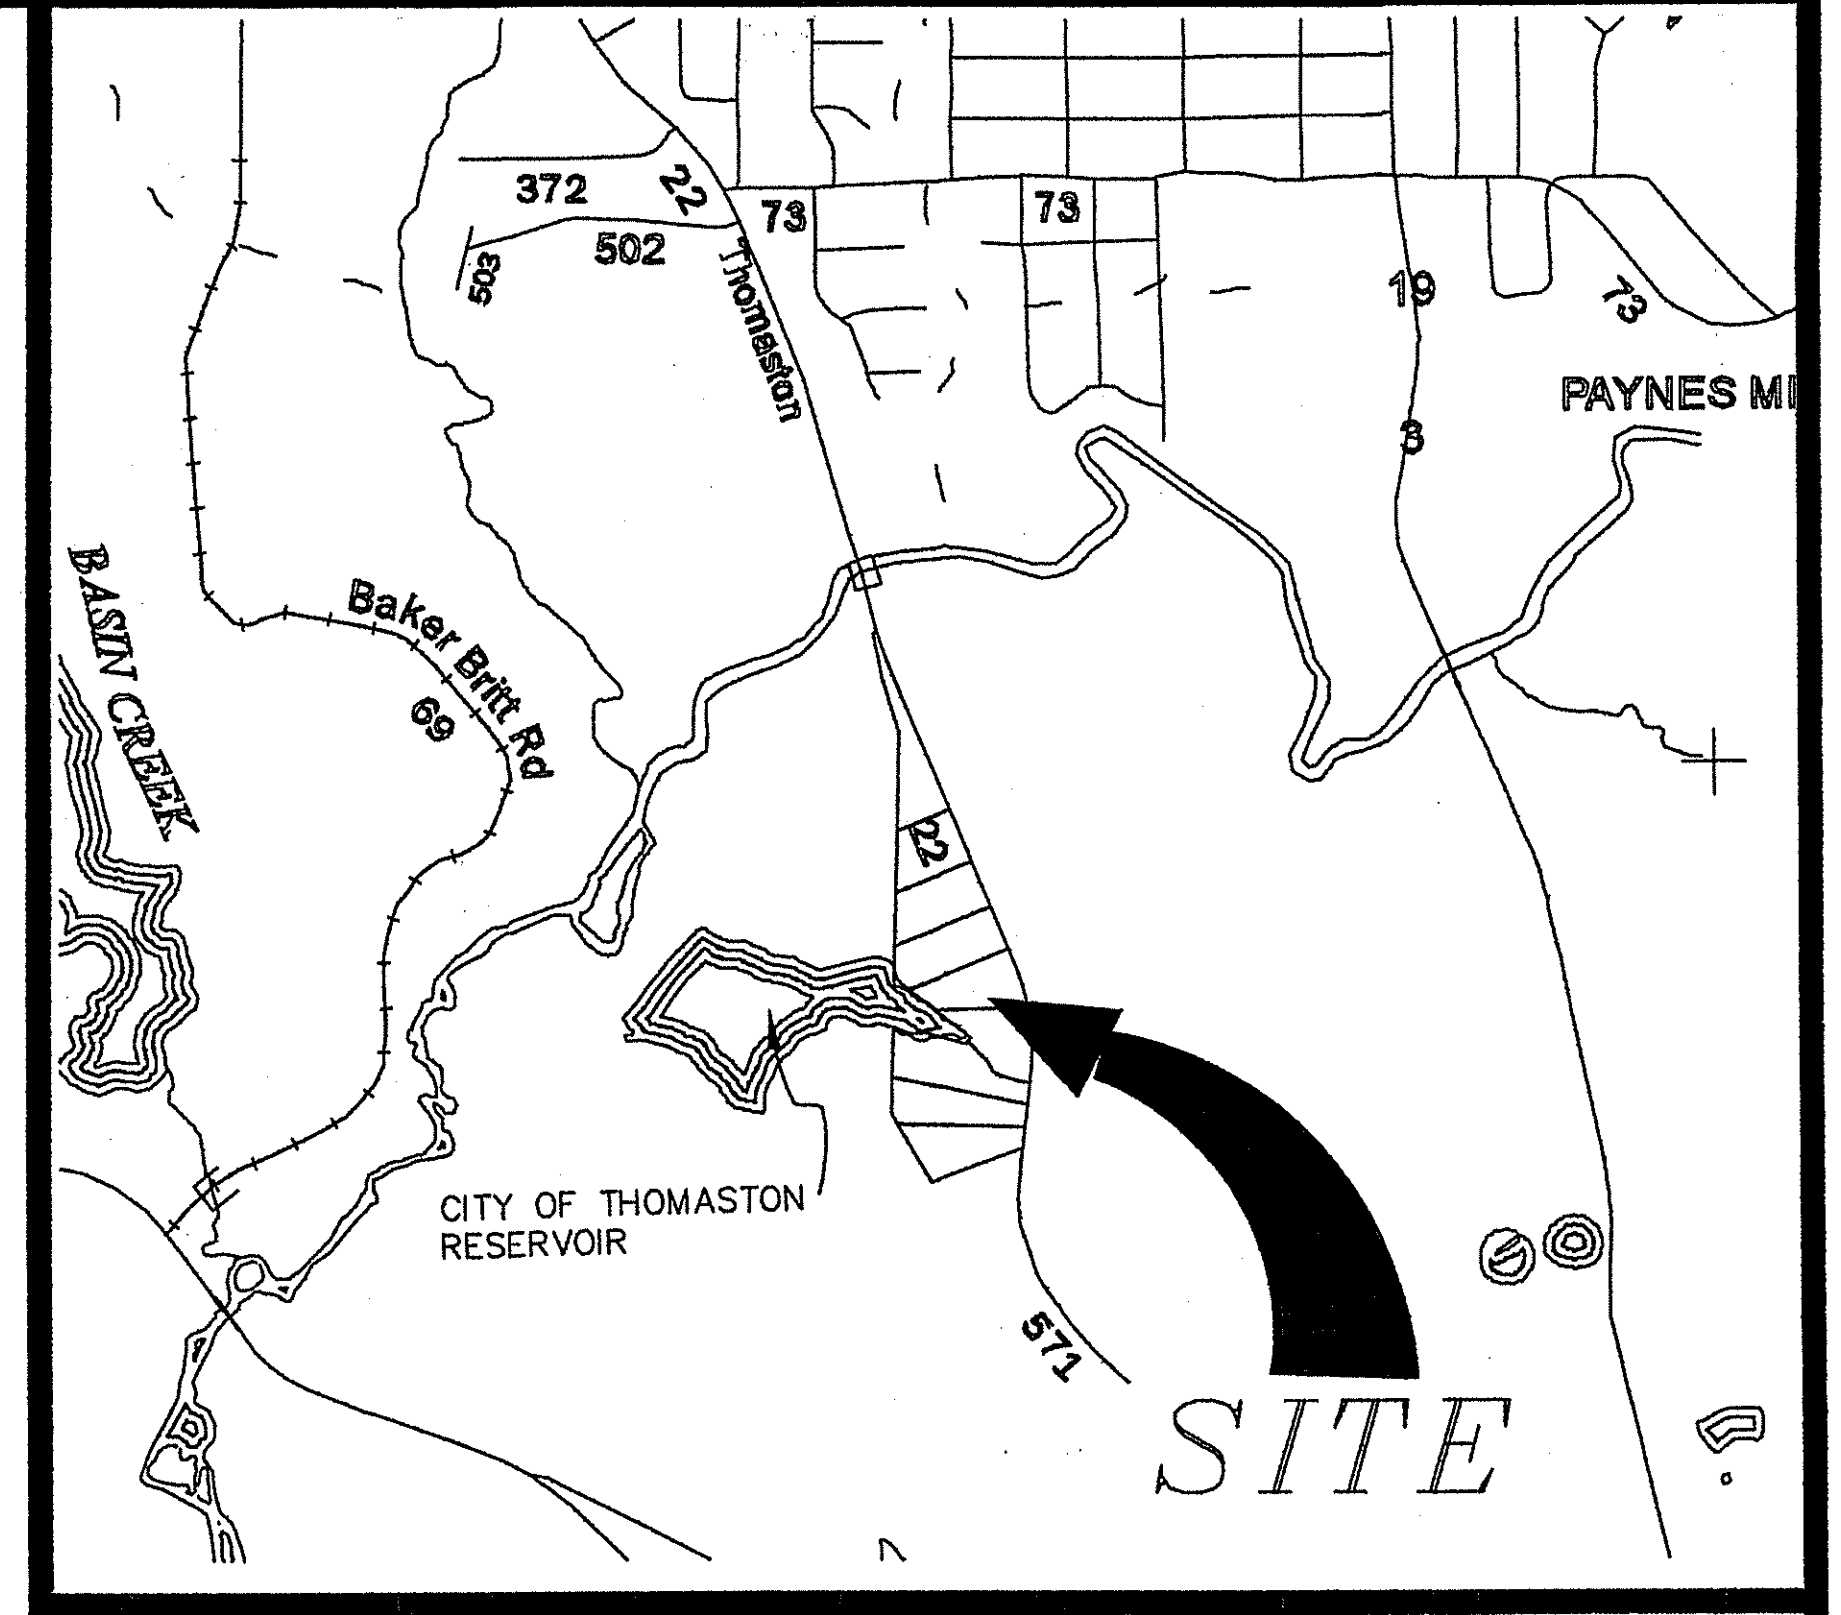 372
22
73
73
502
503
Thomaston
19
73
PAYNES MI
3
BASIN CREEK
Baker Britt Rd
69
22
CITY OF THOMASTON
RESERVOIR
571
SITE